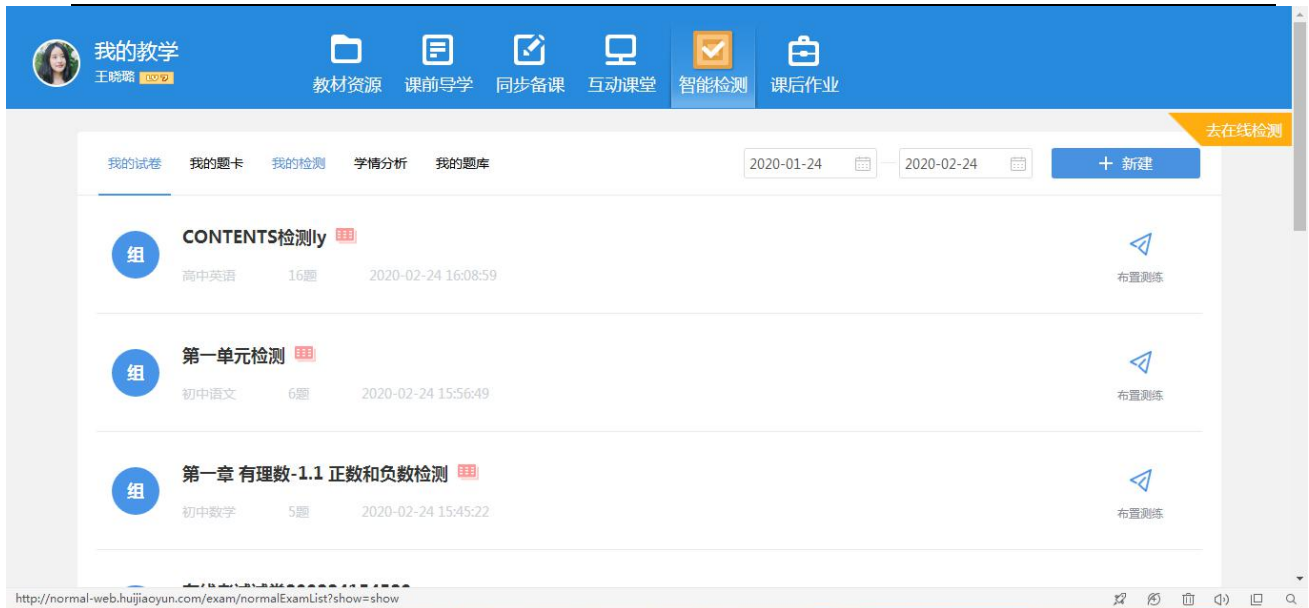 我的教学
王晓璐
教材资源 课前导学 同步备课 互动课堂 智能检测 课后作业
去在线检测
我的试卷 我的题卡 我的检测 学情分析 我的题库 2020-01-24 2020-02-24 + 新建
组 CONTENTS检测ly
高中英语 16题 2020-02-24 16:08:59 布置测练
组 第一单元检测
初中语文 6题 2020-02-24 15:56:49 布置测练
组 第一章 有理数-1.1 正数和负数检测
初中数学 5题 2020-02-24 15:45:22 布置测练
http://normal-web.huijiaoyun.com/exam/normalExamList?show=show